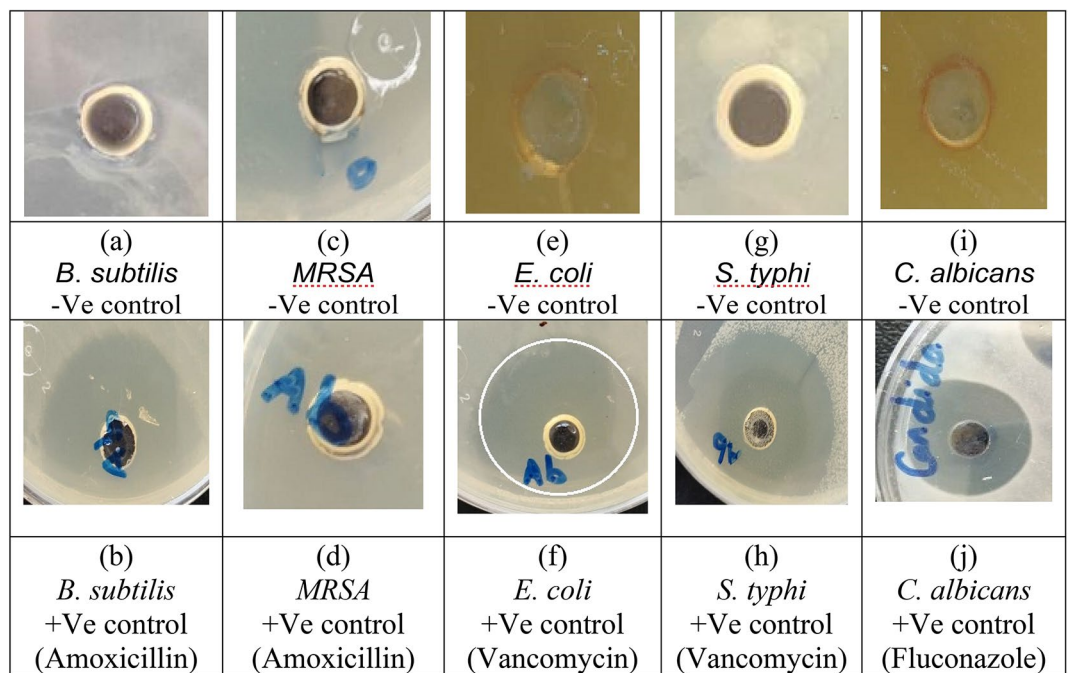 (a)
B. subtilis
-Ve control
(c)
MRSA
-Ve control
(e)
E. coli
-Ve control
(g)
S. typhi
-Ve control
(i)
C. albicans
-Ve control
Ab
Candida
(b)
B. subtilis
+Ve control
(Amoxicillin)
(d)
MRSA
+Ve control
(Amoxicillin)
Ab
(f)
E. coli
+Ve control
(Vancomycin)
(h)
S. typhi
+Ve control
(Vancomycin)
(j)
C. albicans
+Ve control
(Fluconazole)